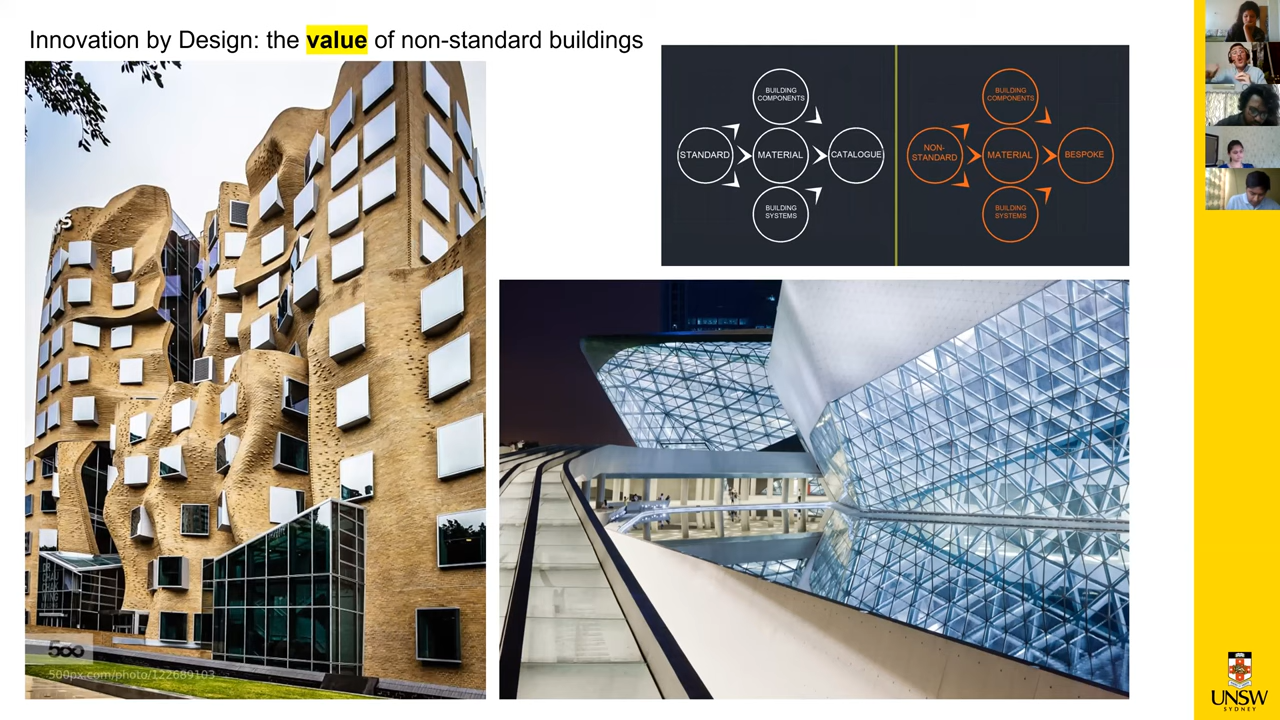 Innovation by Design: the value of non-standard buildings
BUILDING
COMPONENTS
STANDARD
MATERIAL
CATALOGUE
BUILDING
SYSTEMS
BUILDING
COMPONENTS
NON-
STANDARD
MATERIAL
BESPOKE
BUILDING
SYSTEMS
500
500px.com/photo/122689103
UNSW
SYDNEY